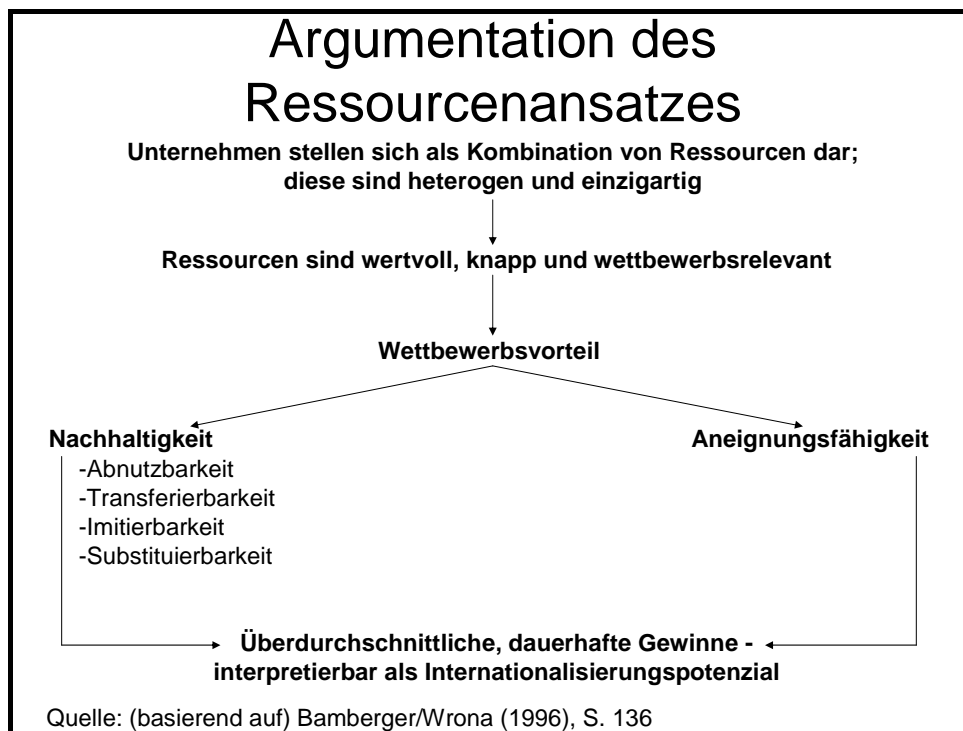 Argumentation des
Ressourcenansatzes
Unternehmen stellen sich als Kombination von Ressourcen dar;
diese sind heterogen und einzigartig
Ressourcen sind wertvoll, knapp und wettbewerbsrelevant
Wettbewerbsvorteil
Nachhaltigkeit
-Abnutzbarkeit
-Transferierbarkeit
-Imitierbarkeit
-Substituierbarkeit
Aneignungsfähigkeit
Überdurchschnittliche, dauerhafte Gewinne -
interpretierbar als Internationalisierungspotenzial
Quelle: (basierend auf) Bamberger/Wrona (1996), S. 136